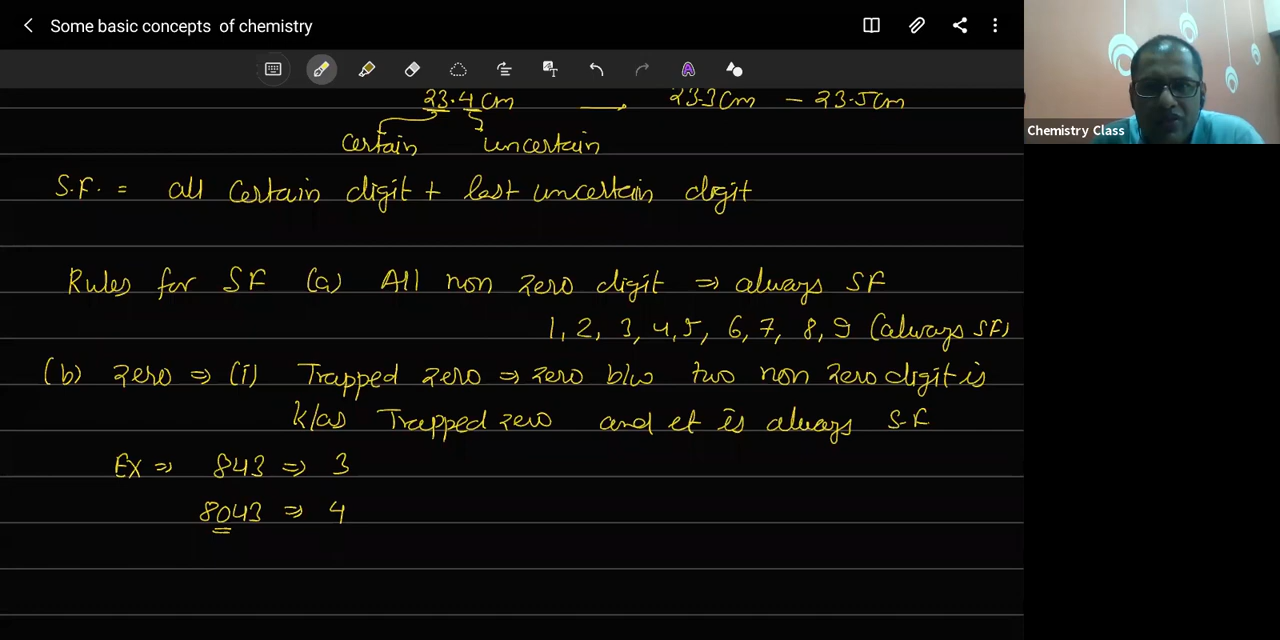 Some basic concepts of chemistry
Chemistry Class
23.4 cm → 23.3 cm - 23.5 cm
certain uncertain
S.F. = all certain digit + last uncertain digit
Rules for SF (a) All non zero digit ⇒ always SF
1, 2, 3, 4, 5, 6, 7, 8, 9 (always SF)
(b) zero ⇒ (i) Trapped zero ⇒ zero b/w two non zero digit is
k/as Trapped zero and et is always S.F
Ex ⇒ 843 ⇒ 3
8043 ⇒ 4